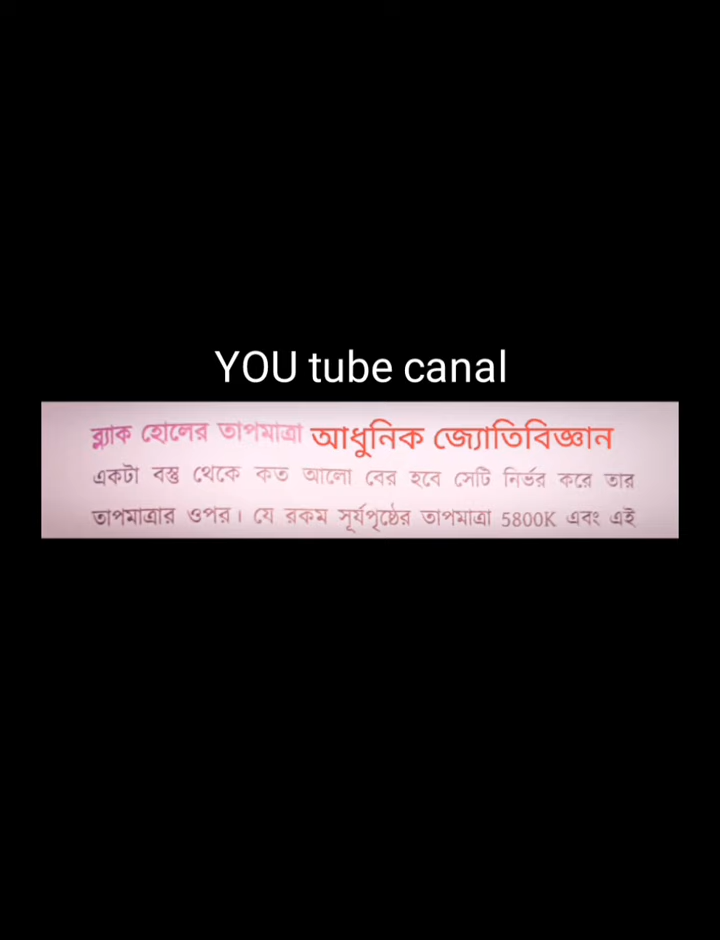 YOU tube canal
ব্ল্যাক হোলের তাপমাত্রা আধুনিক জ্যোতিবিজ্ঞান
একটা বস্তু থেকে কত আলো বের হবে সেটি নির্ভর করে তার
তাপমাত্রার ওপর। যে রকম সূর্যপৃষ্ঠের তাপমাত্রা 5800K এবং এই